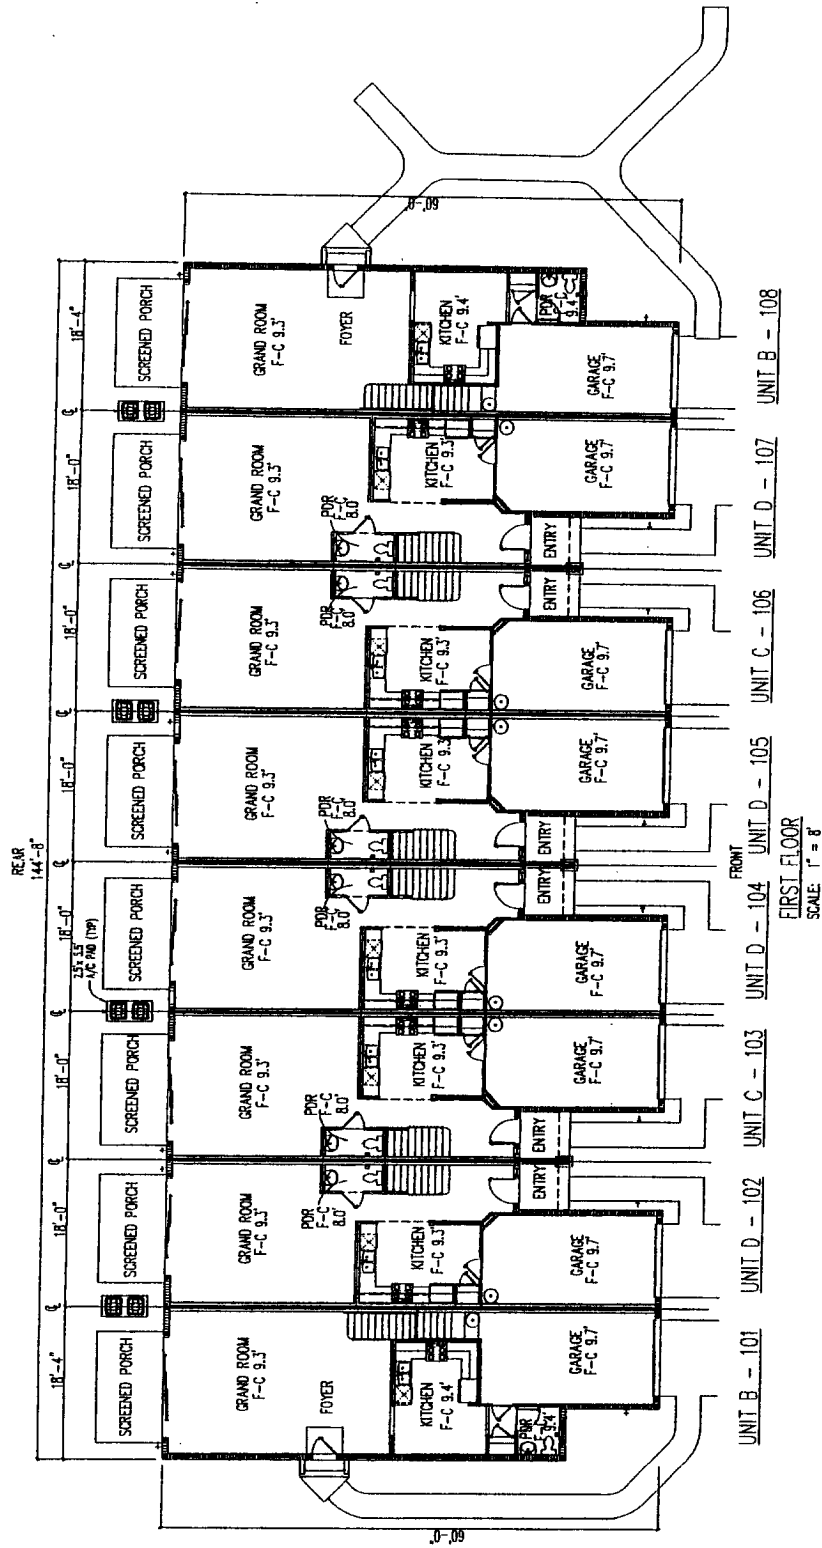 REAR
144'-8"
18'-4"
18'-0"
18'-0"
18'-0"
18'-0"
18'-0"
18'-0"
18'-4"
2.5'x 5.5'
A/C PAD (TYP)
SCREENED PORCH
SCREENED PORCH
SCREENED PORCH
SCREENED PORCH
SCREENED PORCH
SCREENED PORCH
SCREENED PORCH
SCREENED PORCH
60'-0"
GRAND ROOM
F-C 9.3'
GRAND ROOM
F-C 9.3'
GRAND ROOM
F-C 9.3'
GRAND ROOM
F-C 9.3'
GRAND ROOM
F-C 9.3'
GRAND ROOM
F-C 9.3'
GRAND ROOM
F-C 9.3'
GRAND ROOM
F-C 9.3'
60'-0"
FOYER
PDR
F-C
8.0'
PDR
F-C
8.0'
PDR
F-C
8.0'
PDR
F-C
8.0'
PDR
F-C
8.0'
PDR
F-C
8.0'
FOYER
KITCHEN
F-C 9.4'
KITCHEN
F-C 9.3'
KITCHEN
F-C 9.3'
KITCHEN
F-C 9.3'
KITCHEN
F-C 9.3'
KITCHEN
F-C 9.3'
KITCHEN
F-C 9.3'
KITCHEN
F-C 9.4'
PDR
F-C
9.4'
ENTRY
ENTRY
ENTRY
ENTRY
ENTRY
ENTRY
PDR
F-C
9.4'
GARAGE
F-C 9.7'
GARAGE
F-C 9.7'
GARAGE
F-C 9.7'
GARAGE
F-C 9.7'
GARAGE
F-C 9.7'
GARAGE
F-C 9.7'
GARAGE
F-C 9.7'
GARAGE
F-C 9.7'
FRONT
UNIT B - 101
UNIT D - 102
UNIT C - 103
UNIT D - 104
UNIT D - 105
UNIT C - 106
UNIT D - 107
UNIT B - 108
FIRST FLOOR
SCALE: 1" = 8'